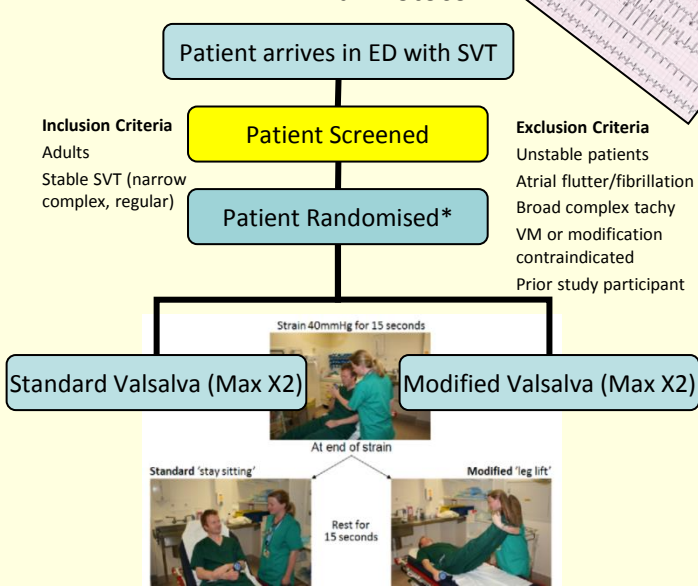 Patient arrives in ED with SVT
Inclusion Criteria
Adults
Stable SVT (narrow
complex, regular)
Patient Screened
Exclusion Criteria
Unstable patients
Atrial flutter/fibrillation
Broad complex tachy
VM or modification
contraindicated
Prior study participant
Patient Randomised*
Strain 40mmHg for 15 seconds
Standard Valsalva (Max X2)
Modified Valsalva (Max X2)
At end of strain
Standard 'stay sitting'
Modified 'leg lift'
Rest for
15 seconds